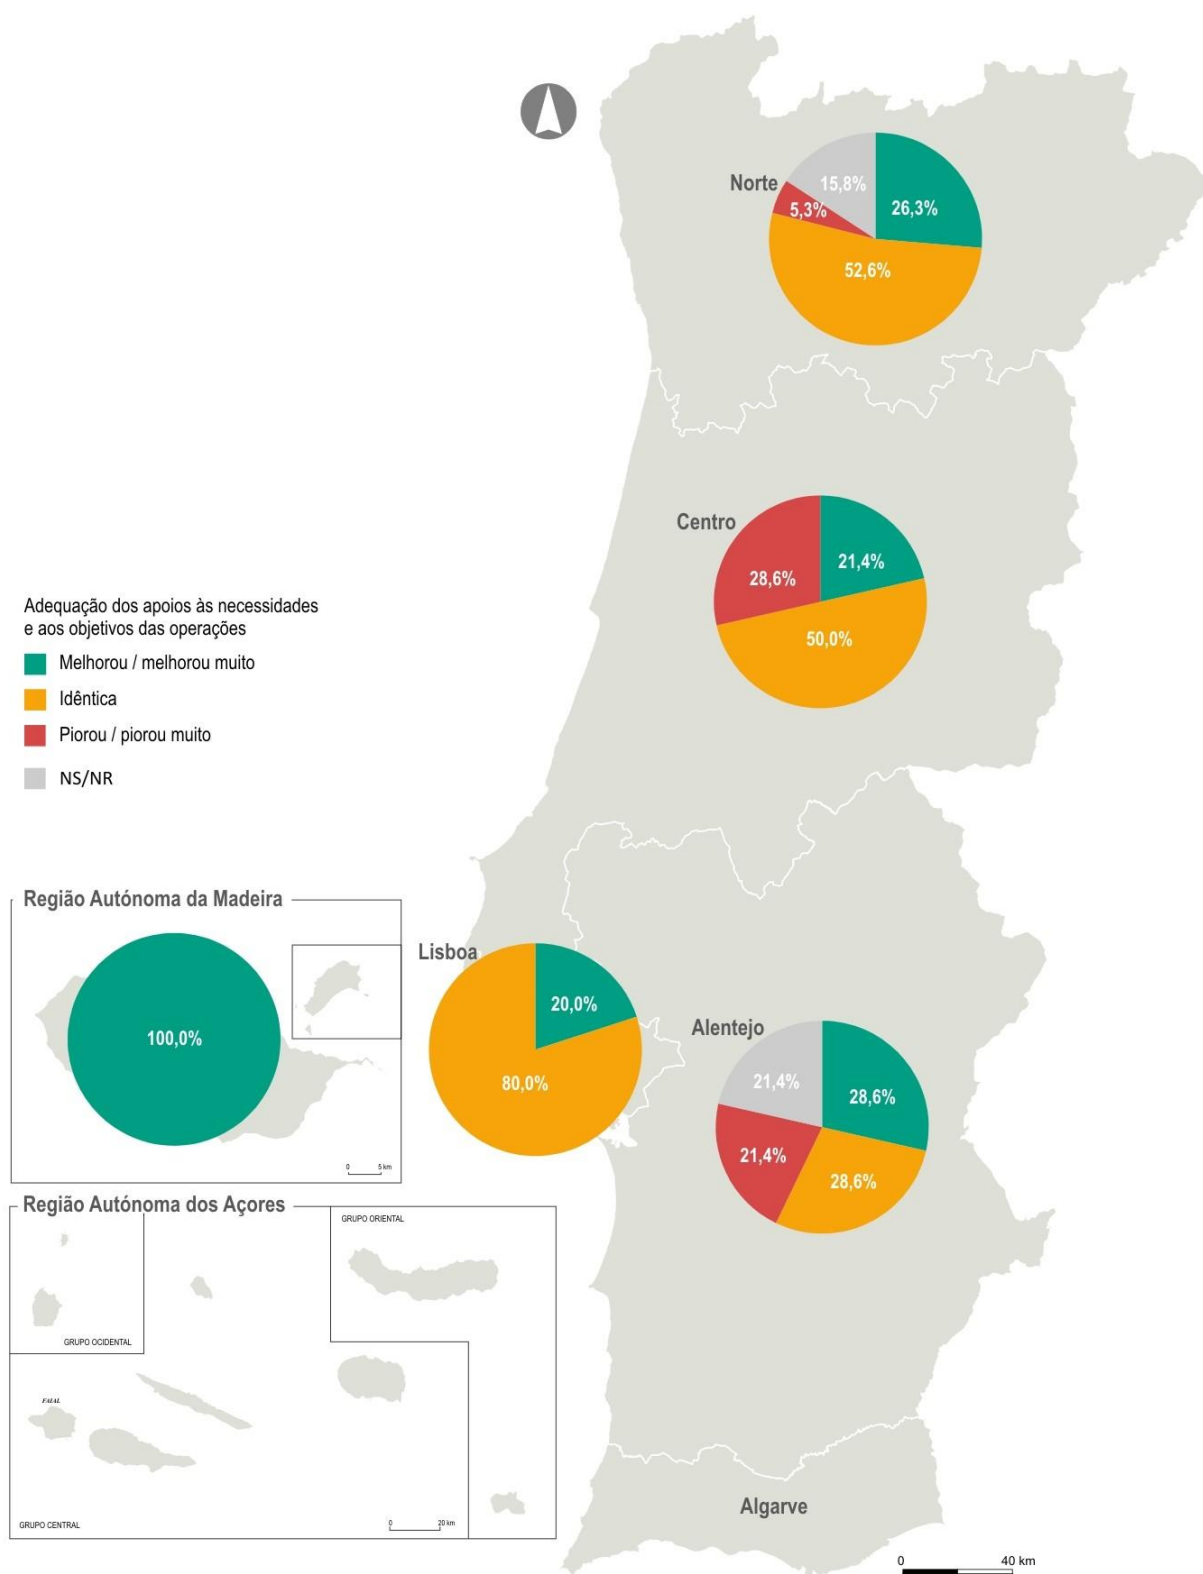 Norte
15,8%
26,3%
5,3%
52,6%
Centro
21,4%
28,6%
50,0%
Adequação dos apoios às necessidades
e aos objetivos das operações
Melhorou / melhorou muito
Idêntica
Piorou / piorou muito
NS/NR
Região Autónoma da Madeira
100,0%
0 5 km
Lisboa
20,0%
80,0%
Alentejo
21,4%
28,6%
21,4%
28,6%
Região Autónoma dos Açores
GRUPO ORIENTAL
GRUPO OCIDENTAL
FAIAL
GRUPO CENTRAL
0 20 km
Algarve
0 40 km